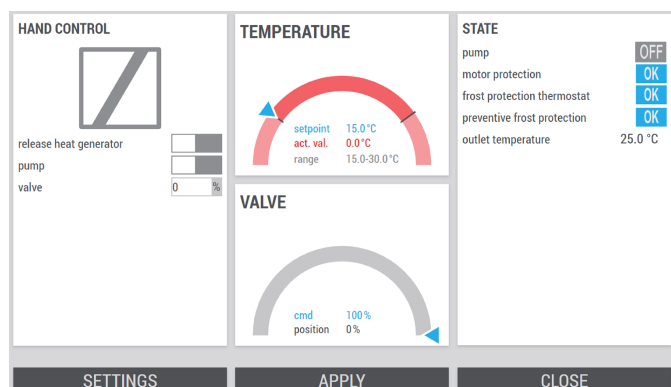 HAND CONTROL
release heat generator
pump
valve 0 %
TEMPERATURE
setpoint 15.0 °C
act. val. 0.0 °C
range 15.0-30.0 °C
VALVE
cmd 100 %
position 0 %
STATE
pump OFF
motor protection OK
frost protection thermostat OK
preventive frost protection OK
outlet temperature 25.0 °C
SETTINGS
APPLY
CLOSE